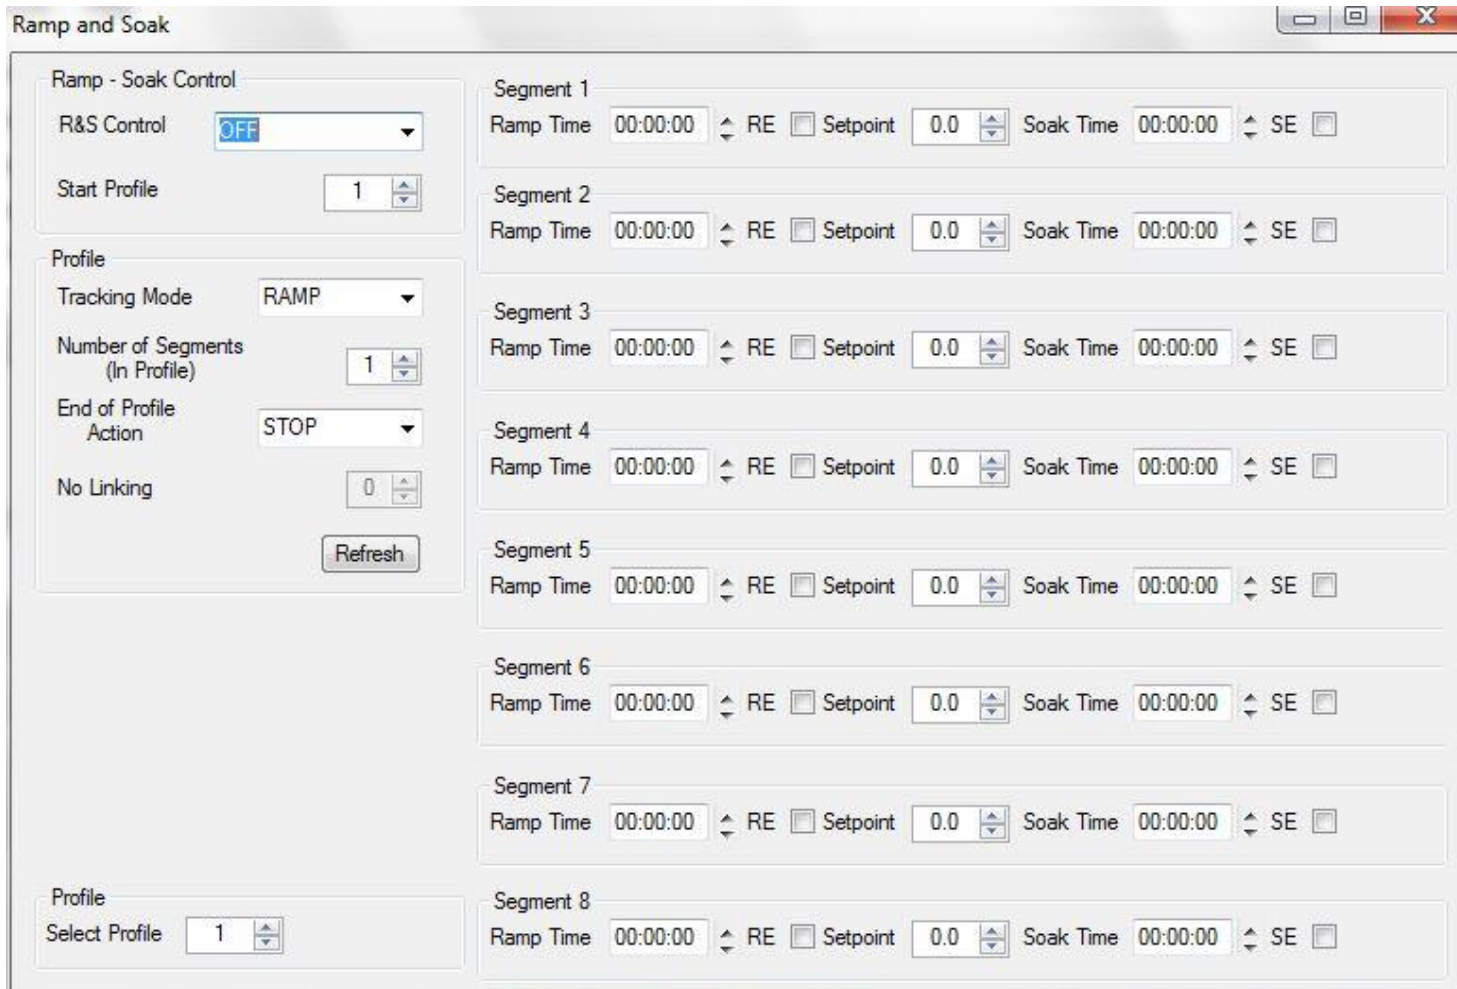 Ramp and Soak
Ramp - Soak Control
R&S Control OFF
Start Profile 1
Profile
Tracking Mode RAMP
Number of Segments
(In Profile) 1
End of Profile
Action STOP
No Linking 0
Refresh
Profile
Select Profile 1
Segment 1
Ramp Time 00:00:00 RE Setpoint 0.0 Soak Time 00:00:00 SE
Segment 2
Ramp Time 00:00:00 RE Setpoint 0.0 Soak Time 00:00:00 SE
Segment 3
Ramp Time 00:00:00 RE Setpoint 0.0 Soak Time 00:00:00 SE
Segment 4
Ramp Time 00:00:00 RE Setpoint 0.0 Soak Time 00:00:00 SE
Segment 5
Ramp Time 00:00:00 RE Setpoint 0.0 Soak Time 00:00:00 SE
Segment 6
Ramp Time 00:00:00 RE Setpoint 0.0 Soak Time 00:00:00 SE
Segment 7
Ramp Time 00:00:00 RE Setpoint 0.0 Soak Time 00:00:00 SE
Segment 8
Ramp Time 00:00:00 RE Setpoint 0.0 Soak Time 00:00:00 SE